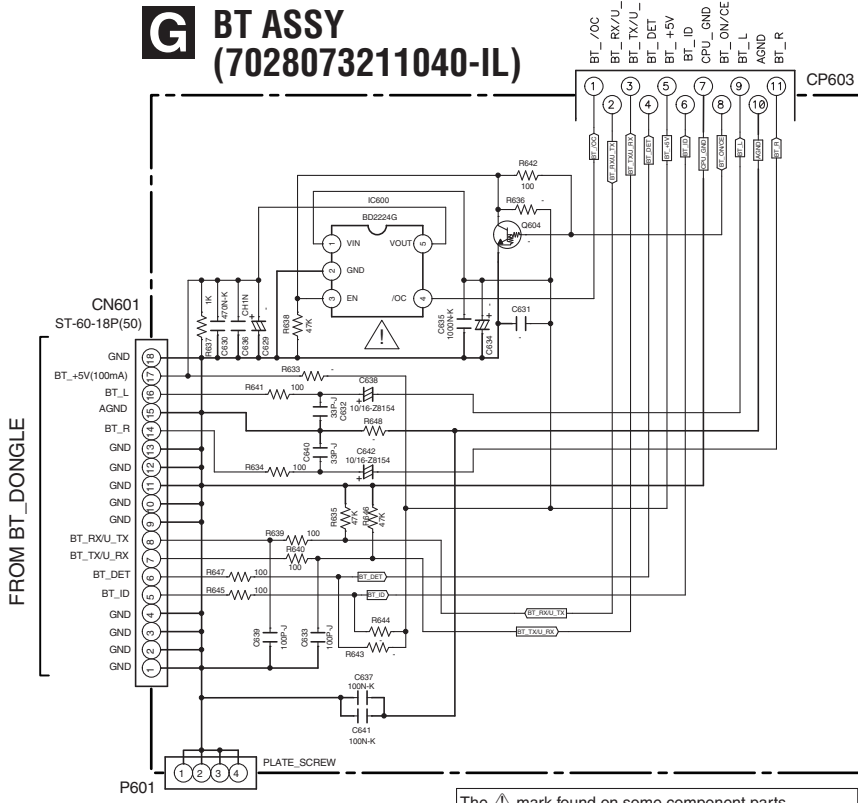 G BT ASSY
(7028073211040-IL)
BT_/OC
BT_RX/U_
BT_TX/U_
BT_DET
BT_+5V
BT_ID
CPU_GND
BT_ON/CE
BT_L
AGND
BT_R
1 2 3 4 5 6 7 8 9 10 11
CP603
BT_/OC
BT_RX/U_TX
BT_TX/U_RX
BT_DET
BT_+5V
BT_ID
CPU_GND
BT_ON/CE
BT_L
AGND
BT_R
R642
100
R636
-
Q604
IC600
BD2224G
1 VIN
VOUT 5
2 GND
3 EN
/OC 4
R638
47K
C635
1000N-K
C634
-
C631
-
CN601
ST-60-18P(50)
R637
1K
C630
470N-K
C636
CH1N
C629
-
FROM BT_DONGLE
GND 18
BT_+5V(100mA) 17
BT_L 16
AGND 15
BT_R 14
GND 13
GND 12
GND 11
GND 10
GND 9
BT_RX/U_TX 8
BT_TX/U_RX 7
BT_DET 6
BT_ID 5
GND 4
GND 3
GND 2
GND 1
R633 -
R641 100
C638
+
10/16-Z8154
C632
33P-J
R648
-
C640
33P-J
C642
10/16-Z8154
+
R634 100
R635
47K
R646
47K
R639 100
R640
100
R647 100
BT_DET
R645 100
BT_ID
BT_RX/U_TX
BT_TX/U_RX
R644
-
R643 -
C639
100P-J
C633
100P-J
C637
100N-K
C641
100N-K
P601
1 2 3 4
PLATE_SCREW
The ⚠ mark found on some component parts